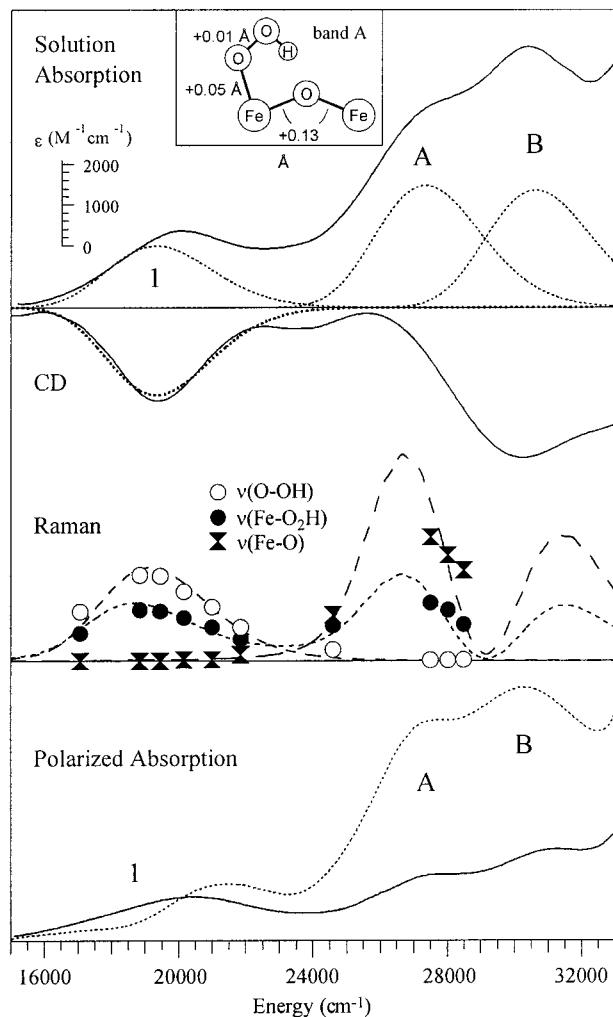 Solution
Absorption
+0.01 Å
O
H
band A
O
O
+0.05 Å
Fe
Fe
+0.13
Å
ε (M⁻¹cm⁻¹)
2000
1000
0
1
A
B
CD
Raman
ν(O-OH)
ν(Fe-O₂H)
ν(Fe-O)
Polarized Absorption
1
A
B
16000 20000 24000 28000 32000
Energy (cm⁻¹)